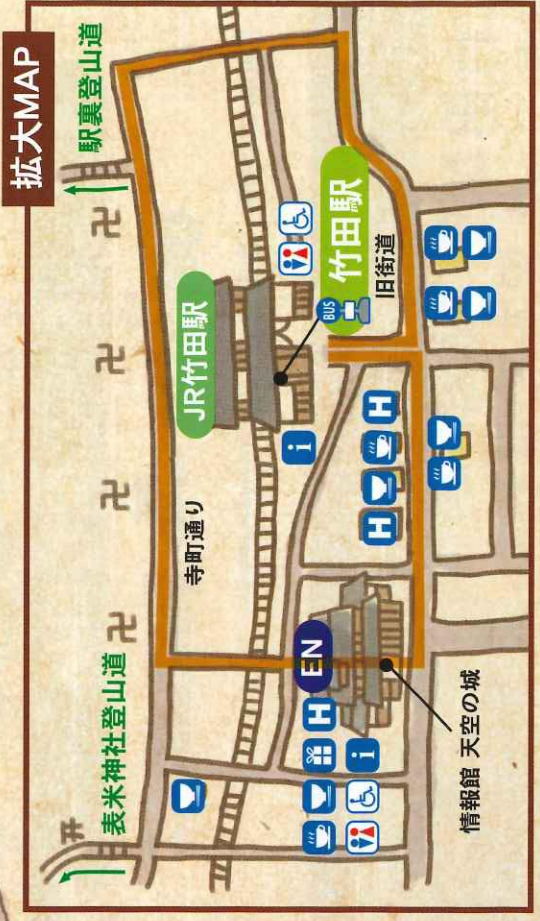 拡大MAP
表米神社登山道
駅裏登山道
寺町通り
JR竹田駅
竹田駅
BUS
旧街道
EN
i
H
H
H
i
情報館 天空の城